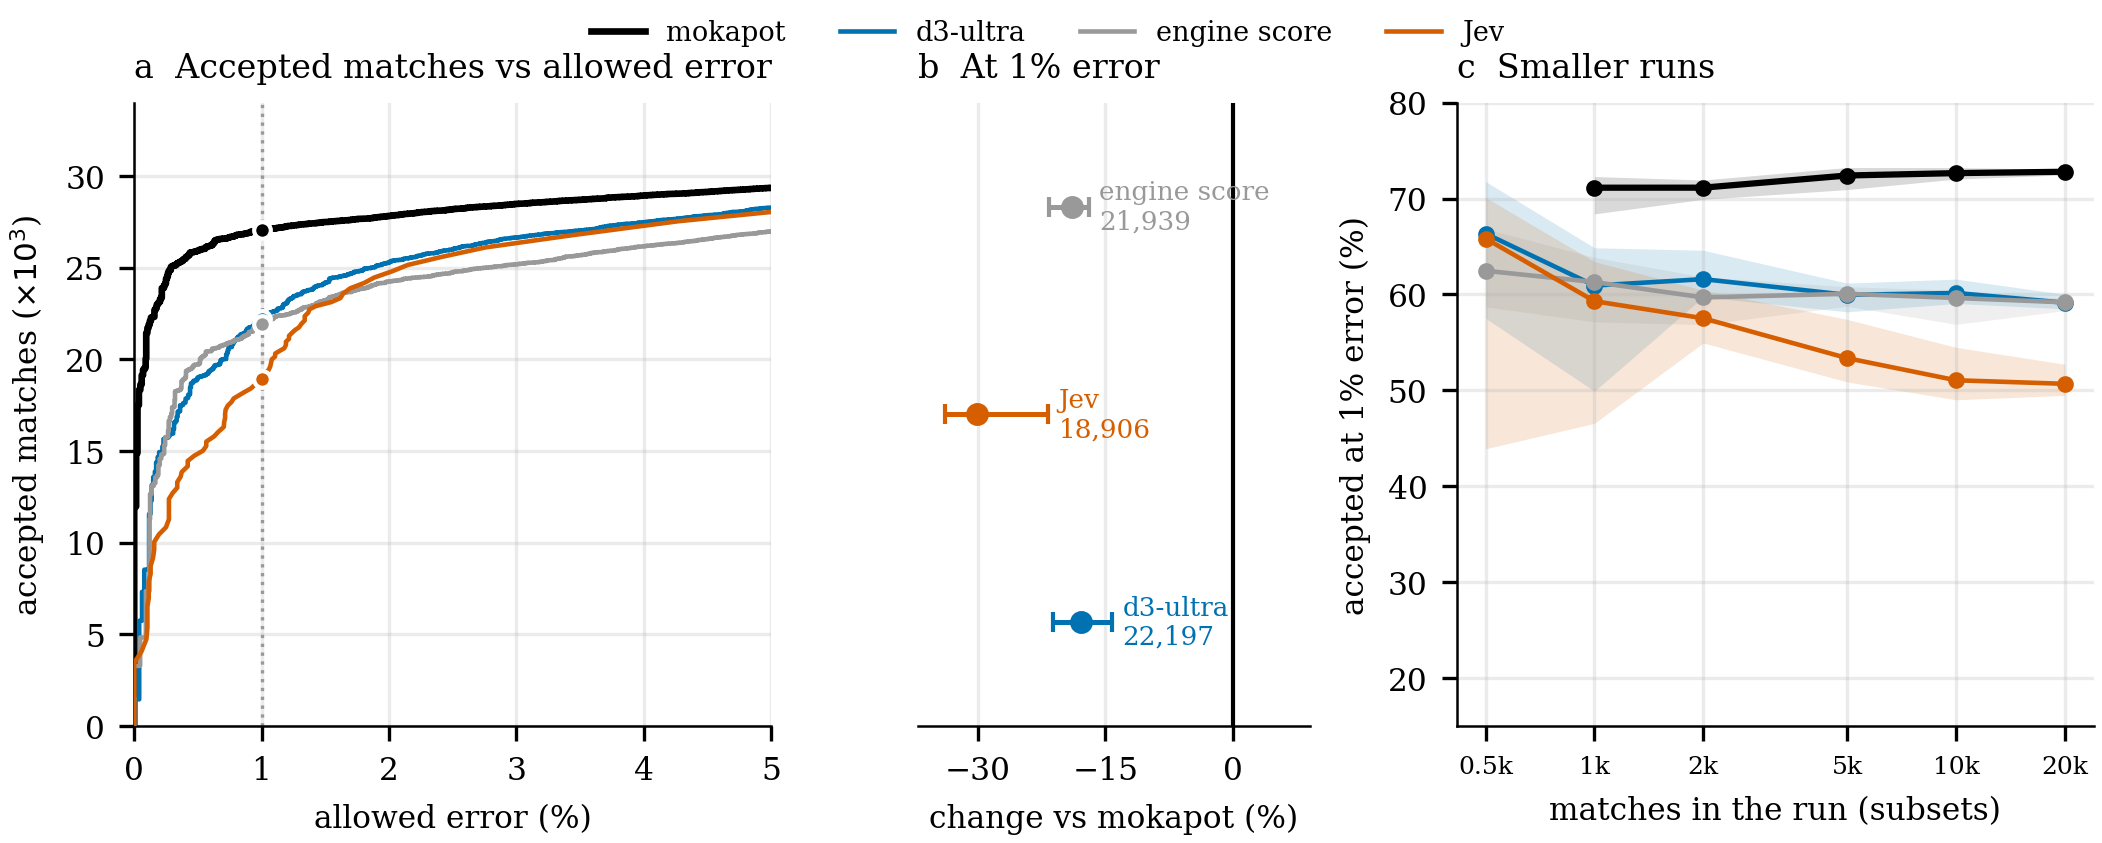 mokapot d3-ultra engine score Jev
a Accepted matches vs allowed error
accepted matches (×10³)
30
25
20
15
10
5
0
0 1 2 3 4 5
allowed error (%)
b At 1% error
engine score
21,939
Jev
18,906
d3-ultra
22,197
−30 −15 0
change vs mokapot (%)
c Smaller runs
accepted at 1% error (%)
80
70
60
50
40
30
20
0.5k 1k 2k 5k 10k 20k
matches in the run (subsets)